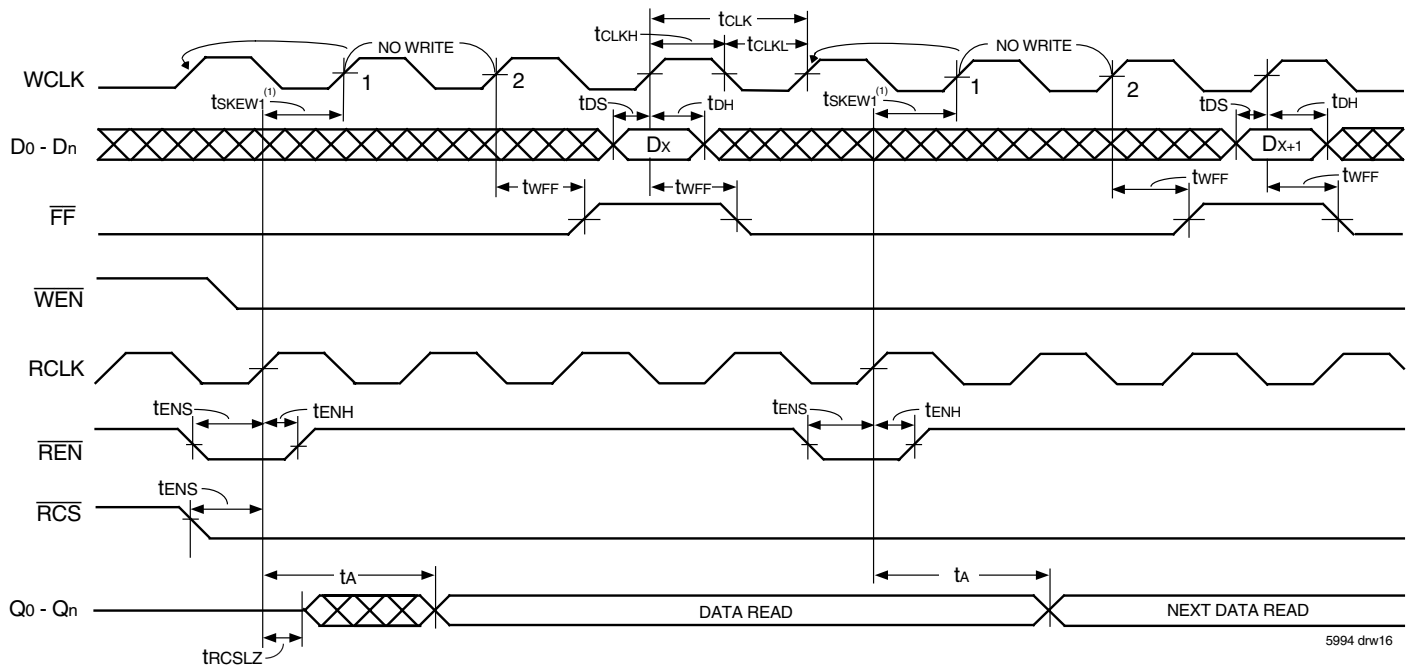 tCLK
tCLKH
tCLKL
NO WRITE
NO WRITE
WCLK
1
2
1
2
tSKEW1(1)
tDS
tDH
tSKEW1(1)
tDS
tDH
D0 - Dn
DX
DX+1
tWFF
tWFF
tWFF
tWFF
FF
WEN
RCLK
tENS
tENH
tENS
tENH
REN
tENS
RCS
tA
tA
Q0 - Qn
DATA READ
NEXT DATA READ
tRCSLZ
5994 drw16